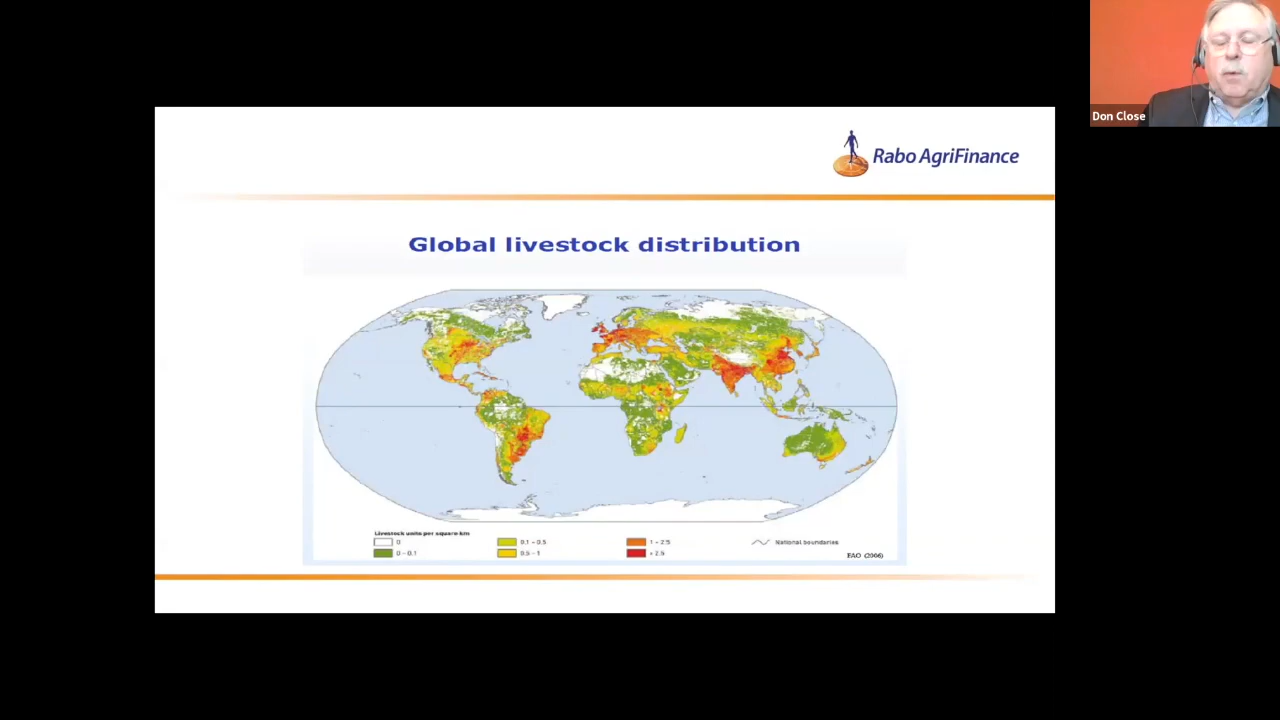 Don Close
Rabo AgriFinance
Global livestock distribution
Livestock units per square km
0
0 – 0.1
0.1 – 0.5
0.5 – 1
1 – 2.5
> 2.5
National boundaries
FAO (2006)